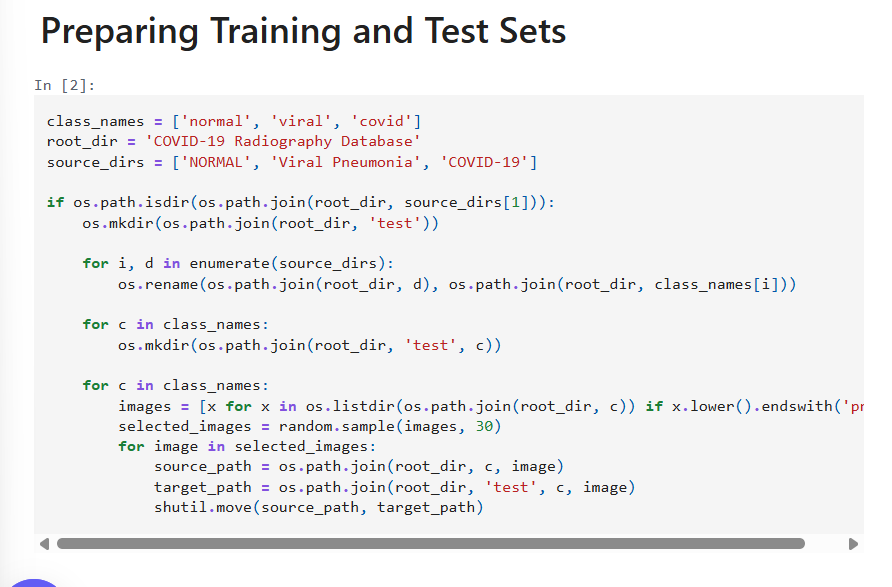 Preparing Training and Test Sets
In [2]:
class_names = ['normal', 'viral', 'covid']
root_dir = 'COVID-19 Radiography Database'
source_dirs = ['NORMAL', 'Viral Pneumonia', 'COVID-19']
if os.path.isdir(os.path.join(root_dir, source_dirs[1])):
    os.mkdir(os.path.join(root_dir, 'test'))
    for i, d in enumerate(source_dirs):
        os.rename(os.path.join(root_dir, d), os.path.join(root_dir, class_names[i]))
    for c in class_names:
        os.mkdir(os.path.join(root_dir, 'test', c))
    for c in class_names:
        images = [x for x in os.listdir(os.path.join(root_dir, c)) if x.lower().endswith('
        selected_images = random.sample(images, 30)
        for image in selected_images:
            source_path = os.path.join(root_dir, c, image)
            target_path = os.path.join(root_dir, 'test', c, image)
            shutil.move(source_path, target_path)